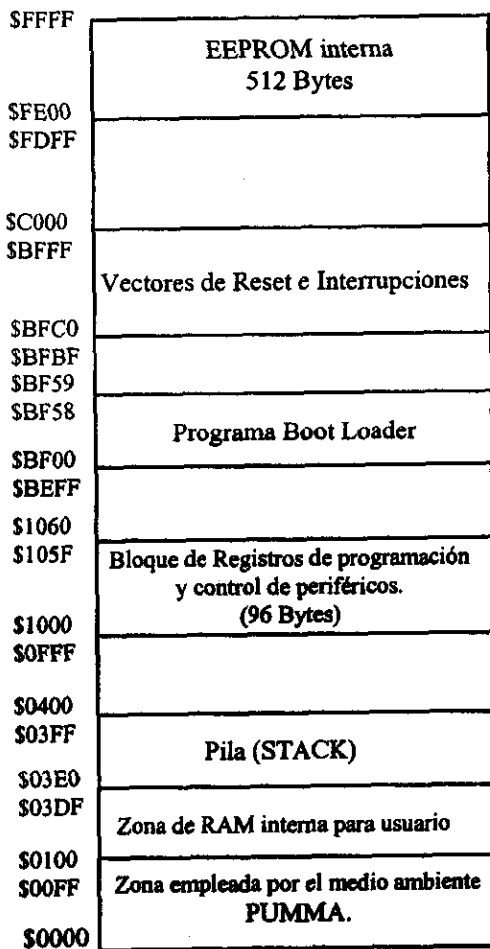 $FFFF
EEPROM interna
512 Bytes
$FE00
$FDFF
$C000
$BFFF
Vectores de Reset e Interrupciones
$BFC0
$BFBF
$BF59
$BF58
Programa Boot Loader
$BF00
$BEFF
$1060
$105F
Bloque de Registros de programación
y control de periféricos.
(96 Bytes)
$1000
$0FFF
$0400
$03FF
Pila (STACK)
$03E0
$03DF
Zona de RAM interna para usuario
$0100
$00FF
Zona empleada por el medio ambiente
PUMMA.
$0000